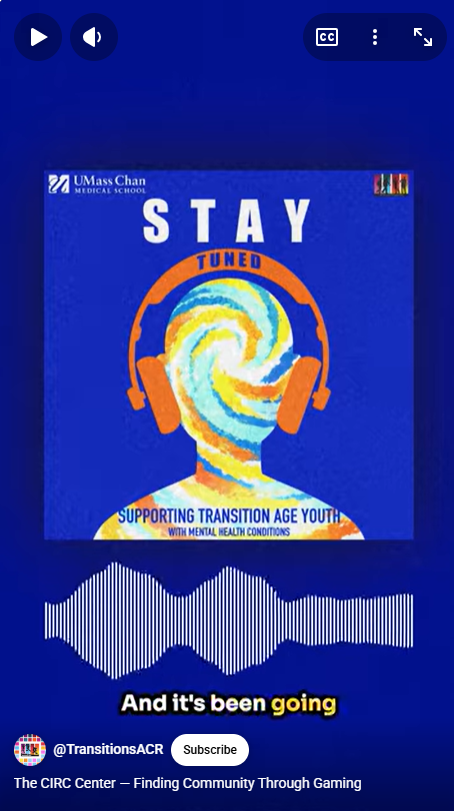 CC
UMass Chan
MEDICAL SCHOOL
STAY
TUNED
SUPPORTING TRANSITION AGE YOUTH
WITH MENTAL HEALTH CONDITIONS
And it's been going
@TransitionsACR
Subscribe
The CIRC Center — Finding Community Through Gaming